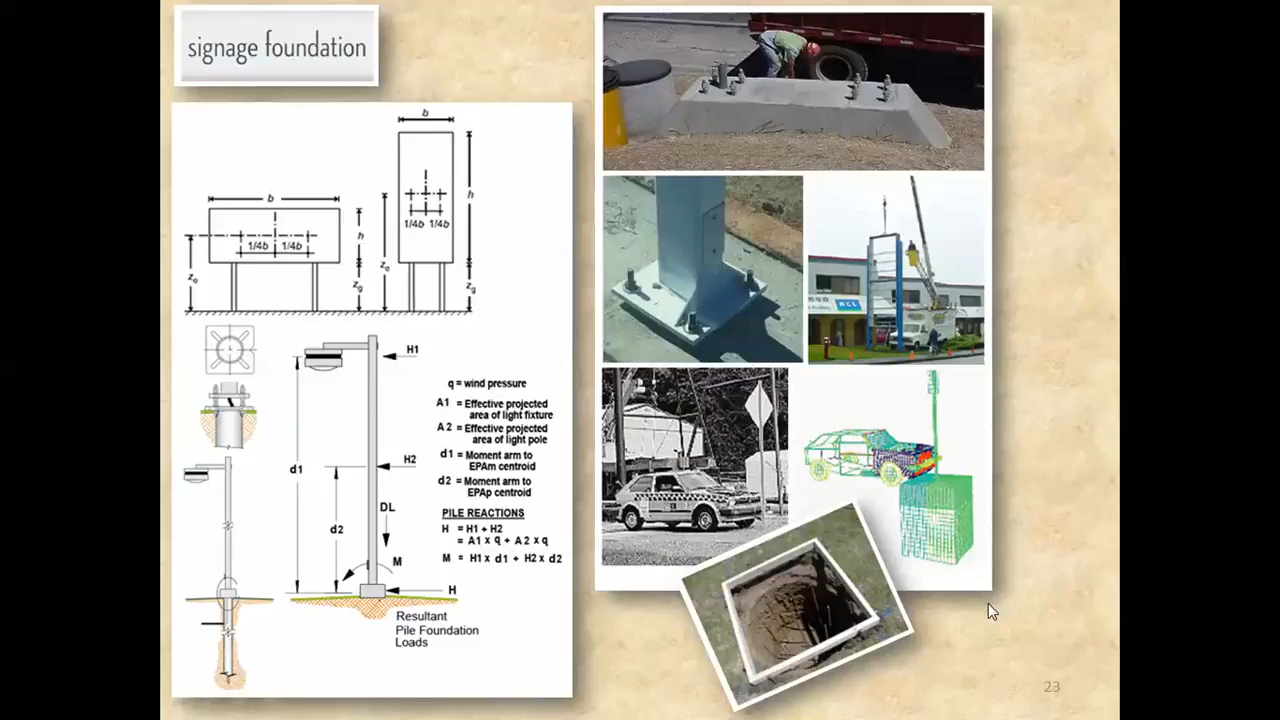 signage foundation
b
b
h
1/4b 1/4b
1/4b 1/4b
h
zg
zg
H1
q = wind pressure
A1 = Effective projected
area of light fixture
A2 = Effective projected
area of light pole
d1 = Moment arm to
EPAm centroid
d2 = Moment arm to
EPAp centroid
d1
H2
d2
DL
M
H
PILE REACTIONS
H = H1 + H2
= A1 x q + A2 x q
M = H1 x d1 + H2 x d2
Resultant
Pile Foundation
Loads
NCL
23